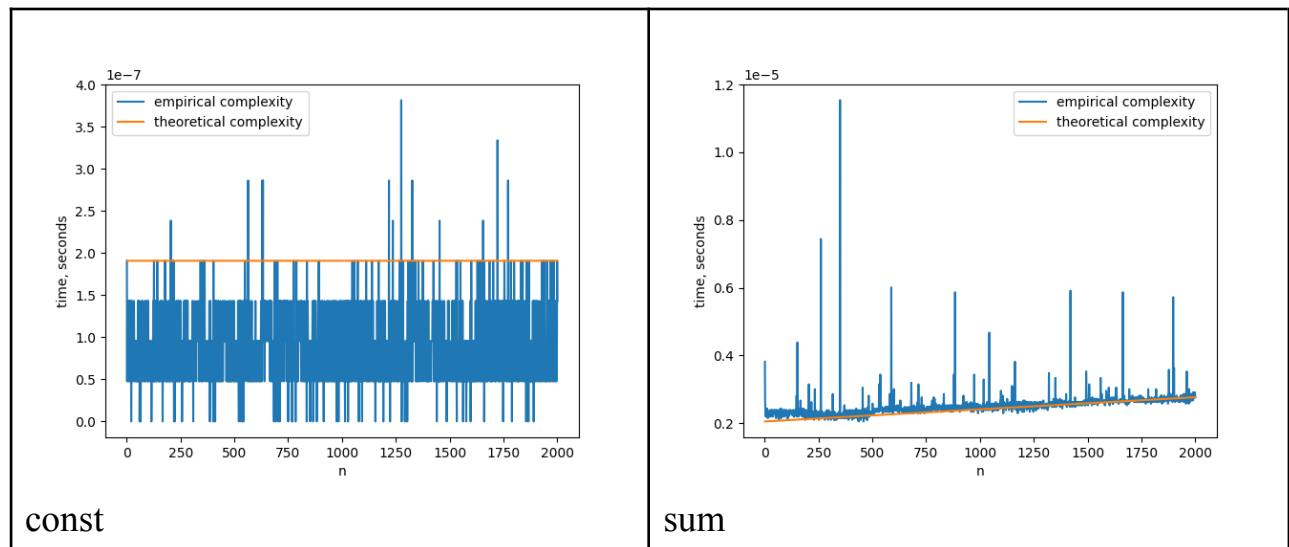 1e−7
4.0
3.5
3.0
2.5
2.0
1.5
1.0
0.5
0.0
time, seconds
empirical complexity
theoretical complexity
0 250 500 750 1000 1250 1500 1750 2000
n
const
1e−5
1.2
1.0
0.8
0.6
0.4
0.2
time, seconds
empirical complexity
theoretical complexity
0 250 500 750 1000 1250 1500 1750 2000
n
sum